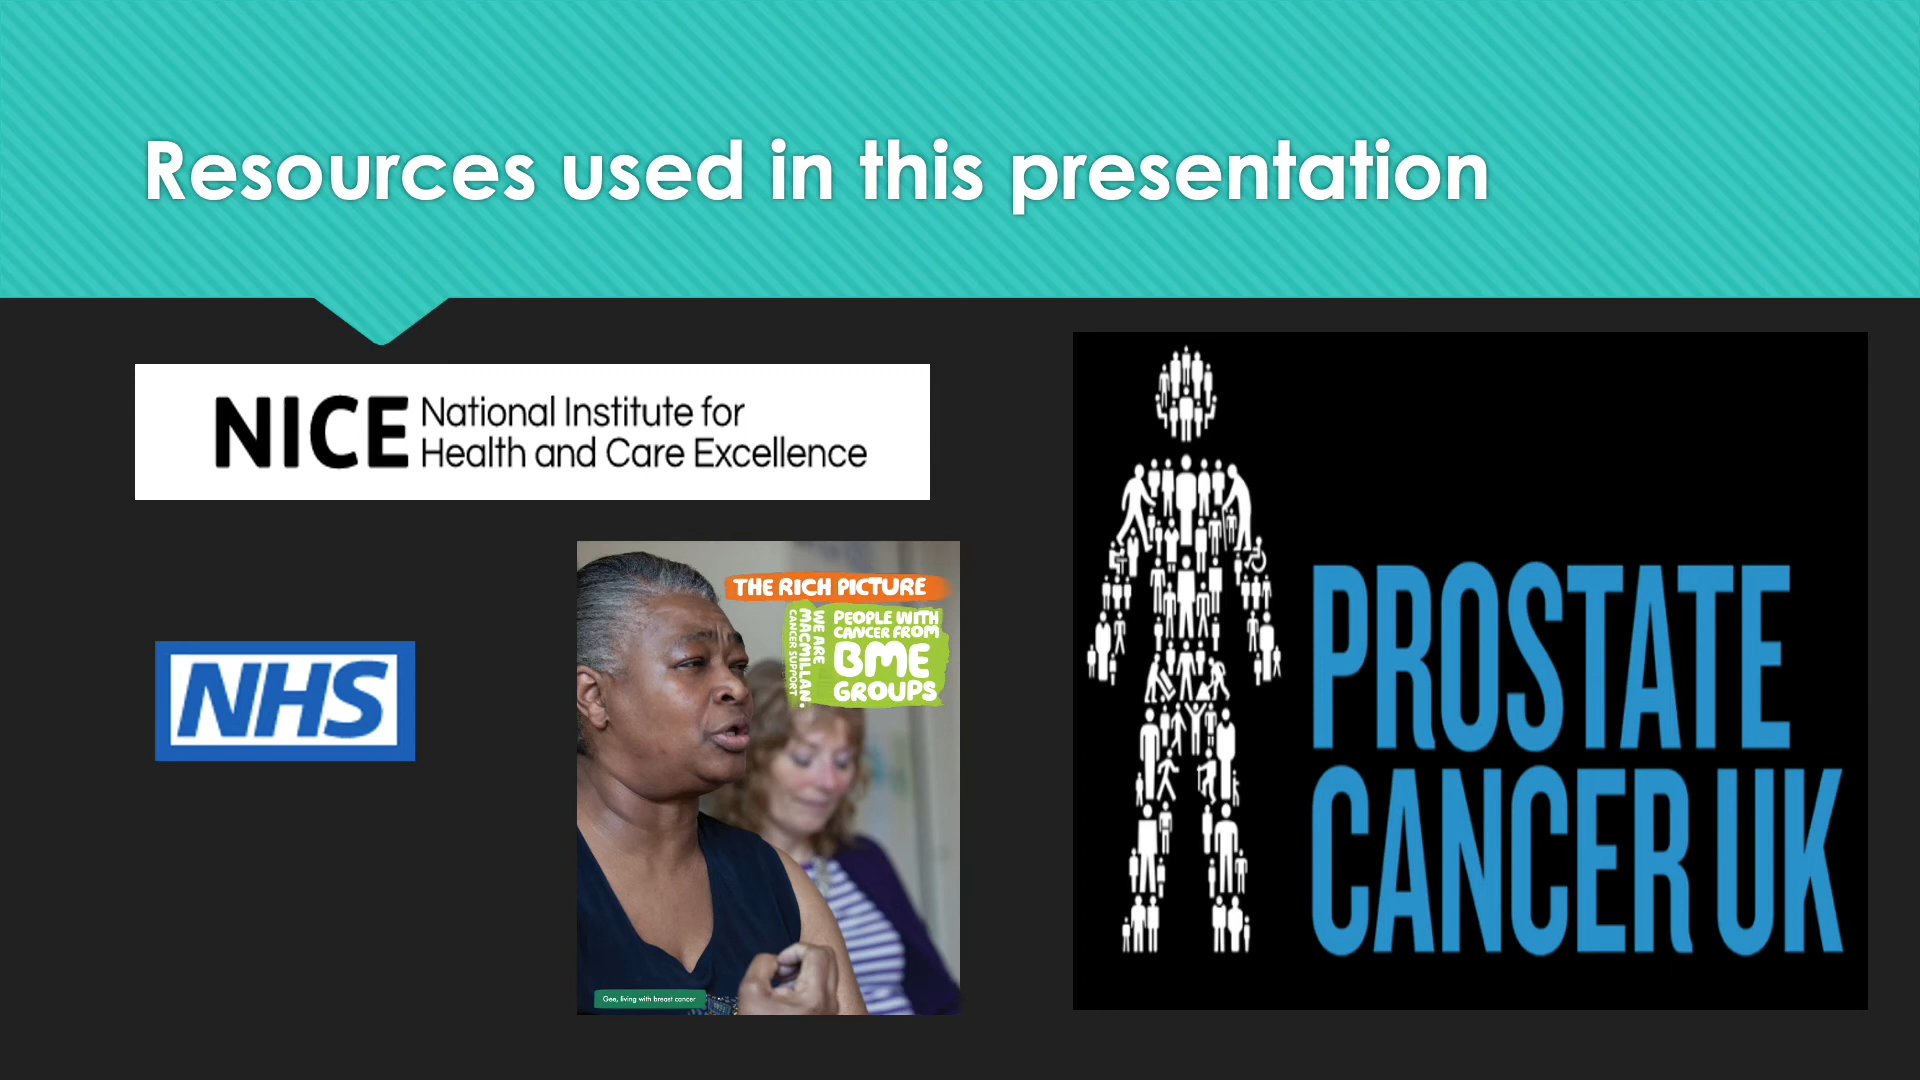 Resources used in this presentation
NICE
National Institute for
Health and Care Excellence
NHS
THE RICH PICTURE
WE ARE
MACMILLAN.
CANCER SUPPORT
PEOPLE WITH
CANCER FROM
BME
GROUPS
Gee, living with breast cancer
PROSTATE
CANCER UK